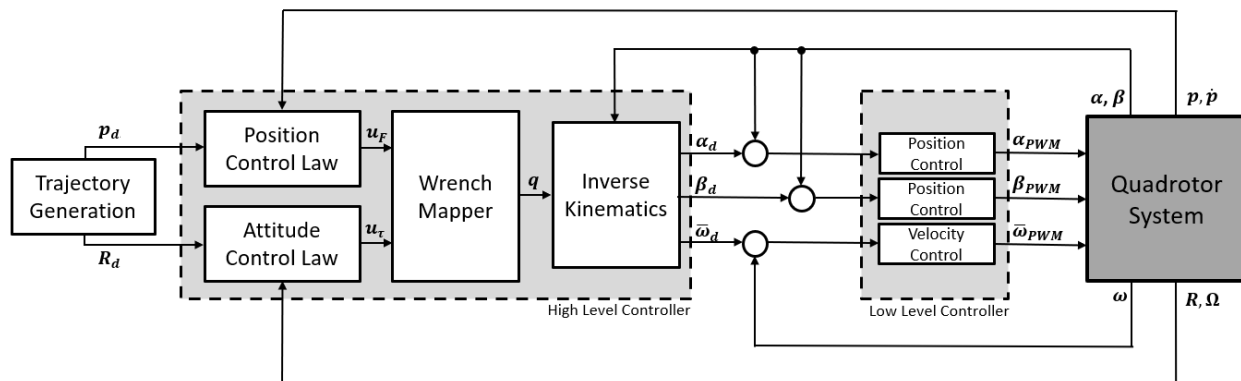 p_d
Trajectory
Generation
R_d
Position
Control Law
Attitude
Control Law
u_F
u_τ
Wrench
Mapper
q
Inverse
Kinematics
High Level Controller
α_d
β_d
ω̅_d
Position
Control
Position
Control
Velocity
Control
Low Level Controller
α_PWM
β_PWM
ω̅_PWM
α, β
p, ṗ
Quadrotor
System
ω
R, Ω